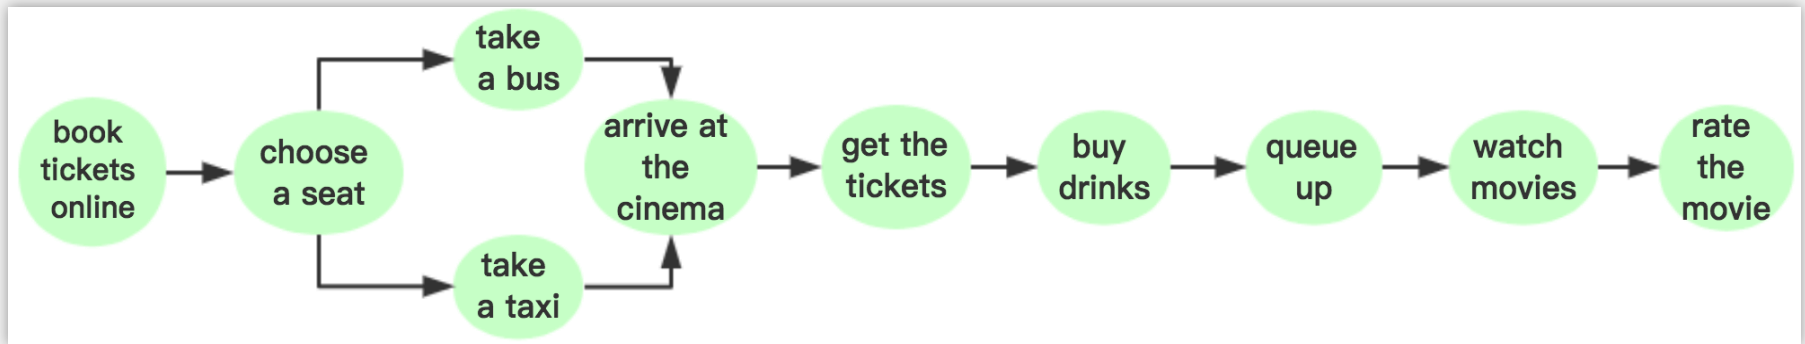 book
tickets
online
choose
a seat
take
a bus
take
a taxi
arrive at
the
cinema
get the
tickets
buy
drinks
queue
up
watch
movies
rate
the
movie